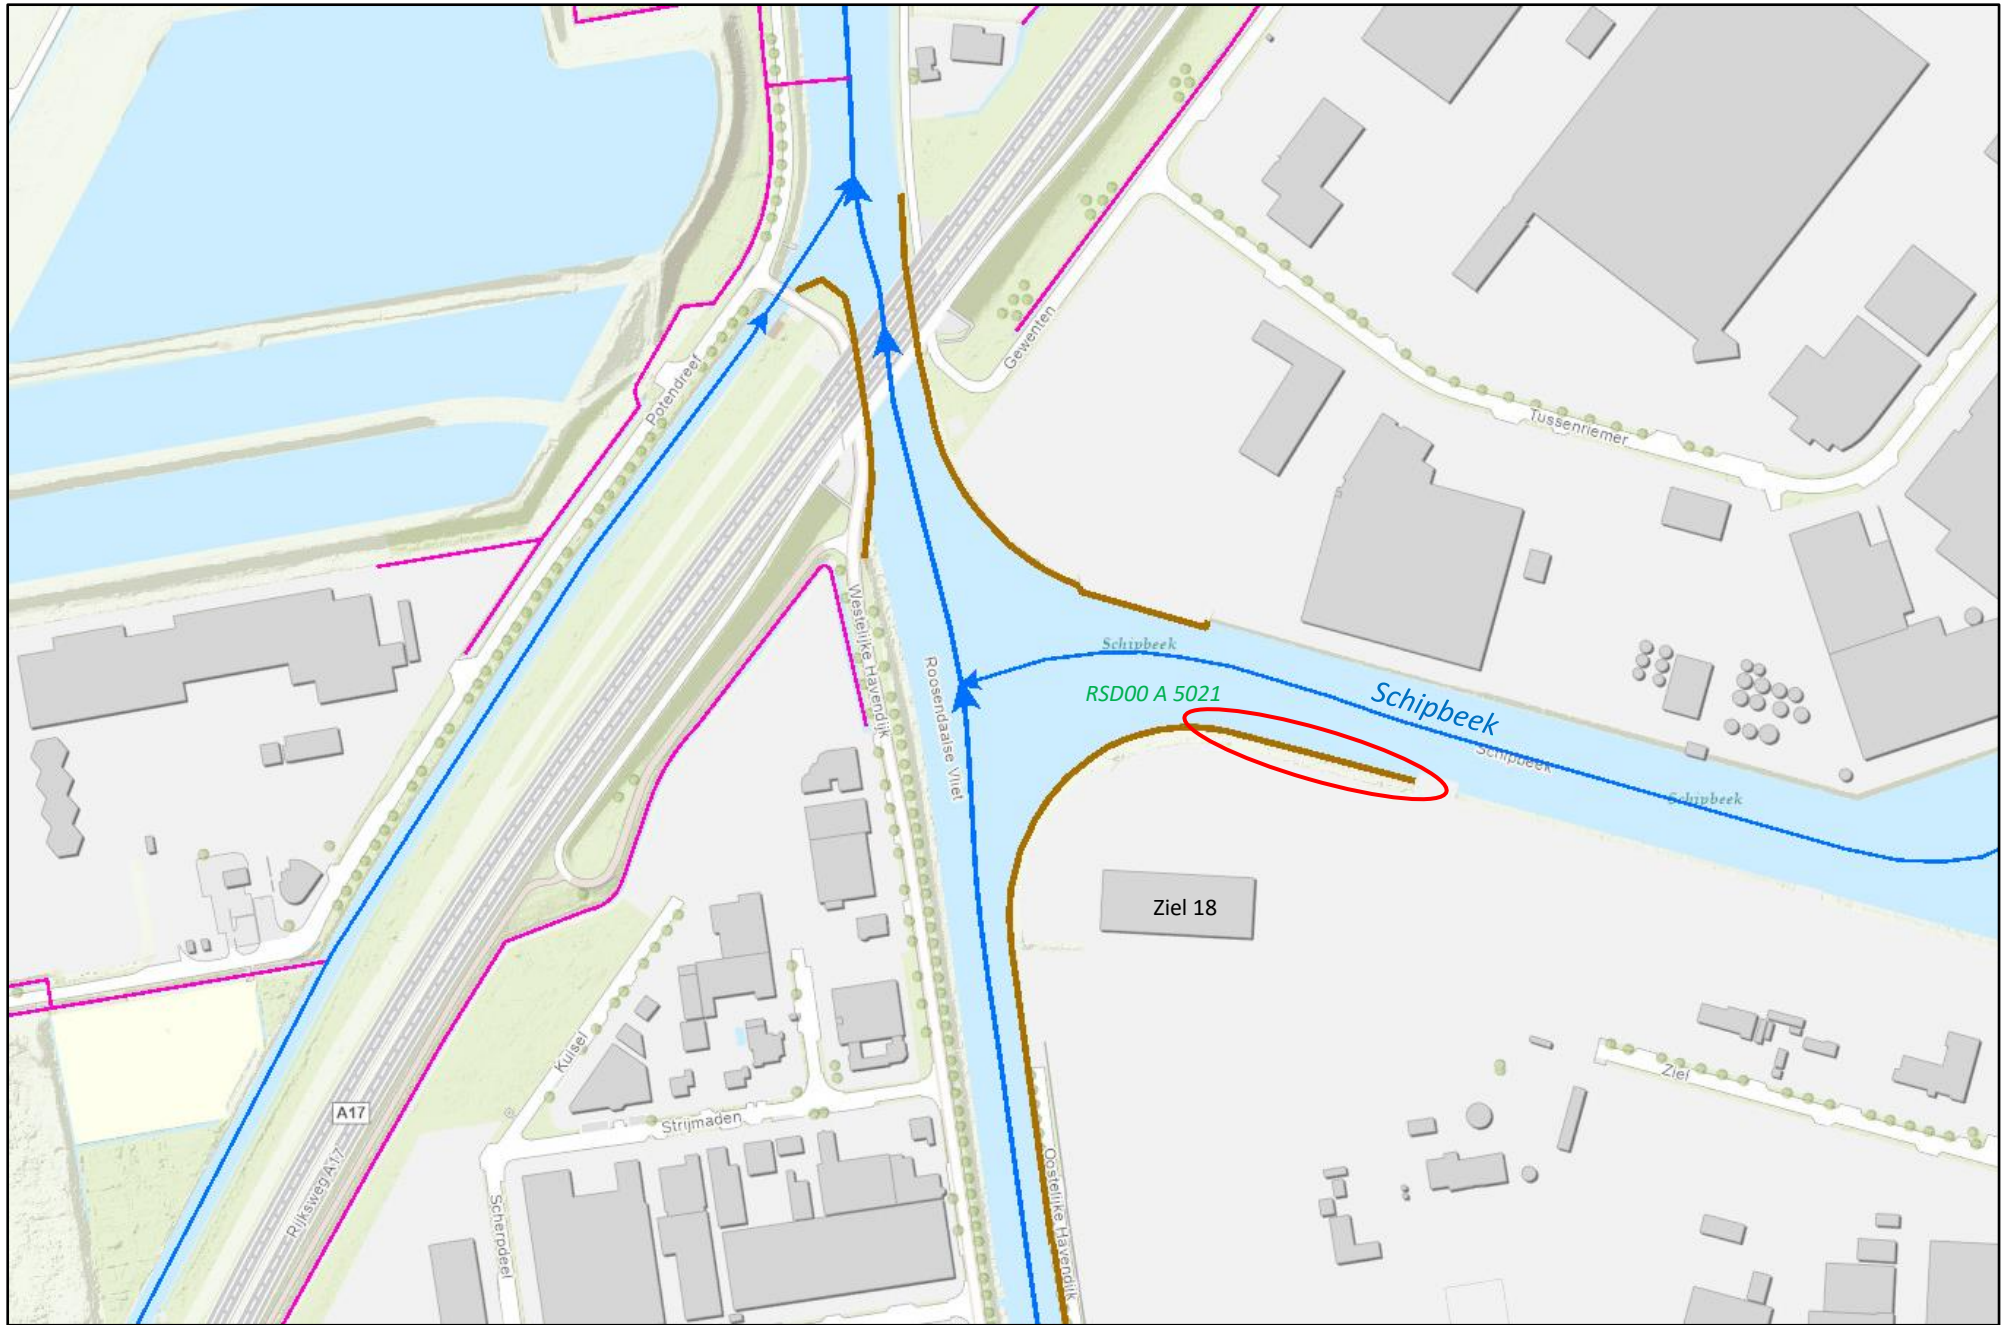 Gewenten
Potendreef
Tussenriemer
Westelijke Havendijk
Schipbeek
Roosendaalse Vliet
RSD00 A 5021
Schipbeek
Schipbeek
Schipbeek
Ziel 18
Kuisel
Ziel
A17
Strijmaden
Rijksweg A17
Scherpdeel
Oostelijke Havendijk